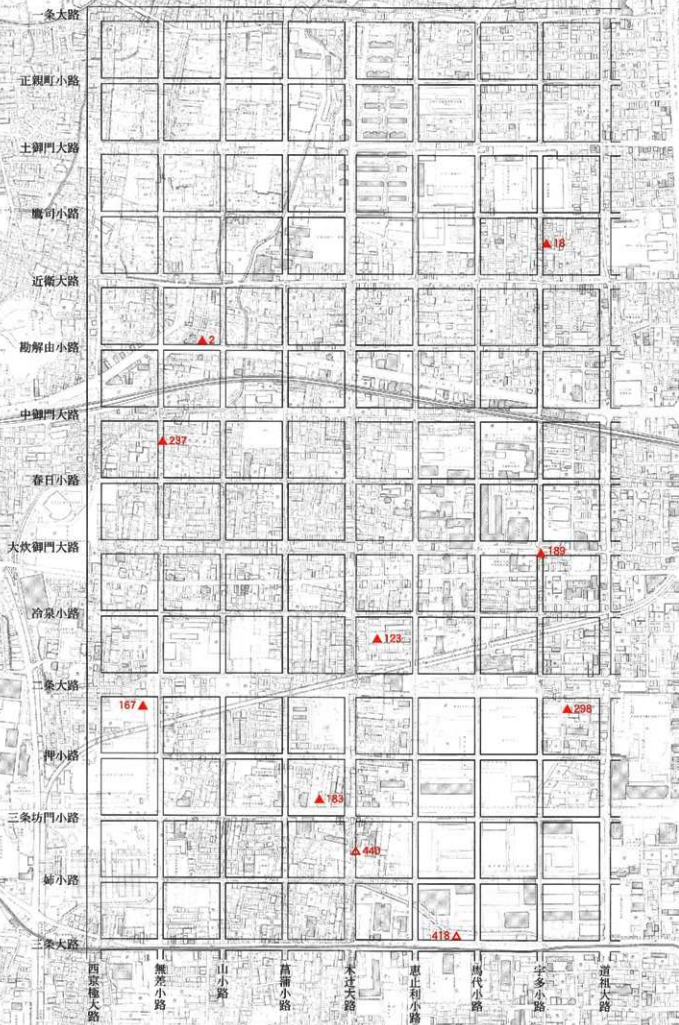 一条大路
正親町小路
土御門大路
鷹司小路
18
近衛大路
2
勘解由小路
中御門大路
237
春日小路
大炊御門大路
189
冷泉小路
123
二条大路
167
298
押小路
183
三条坊門小路
440
姉小路
418
三条大路
西京極大路
無差小路
山小路
菖蒲小路
木辻大路
恵止利小路
馬代小路
宇多小路
道祖大路